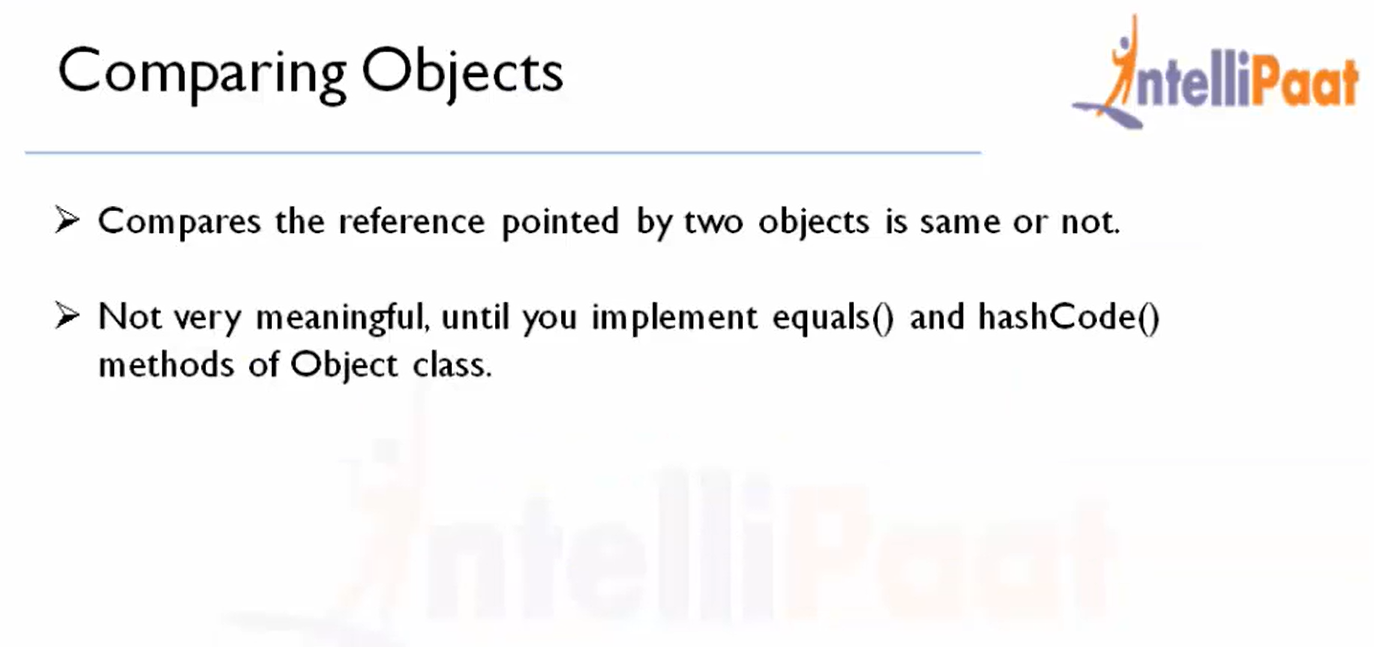 Comparing Objects
IntelliPaat
➢ Compares the reference pointed by two objects is same or not.
➢ Not very meaningful, until you implement equals() and hashCode()
methods of Object class.
IntelliPaat